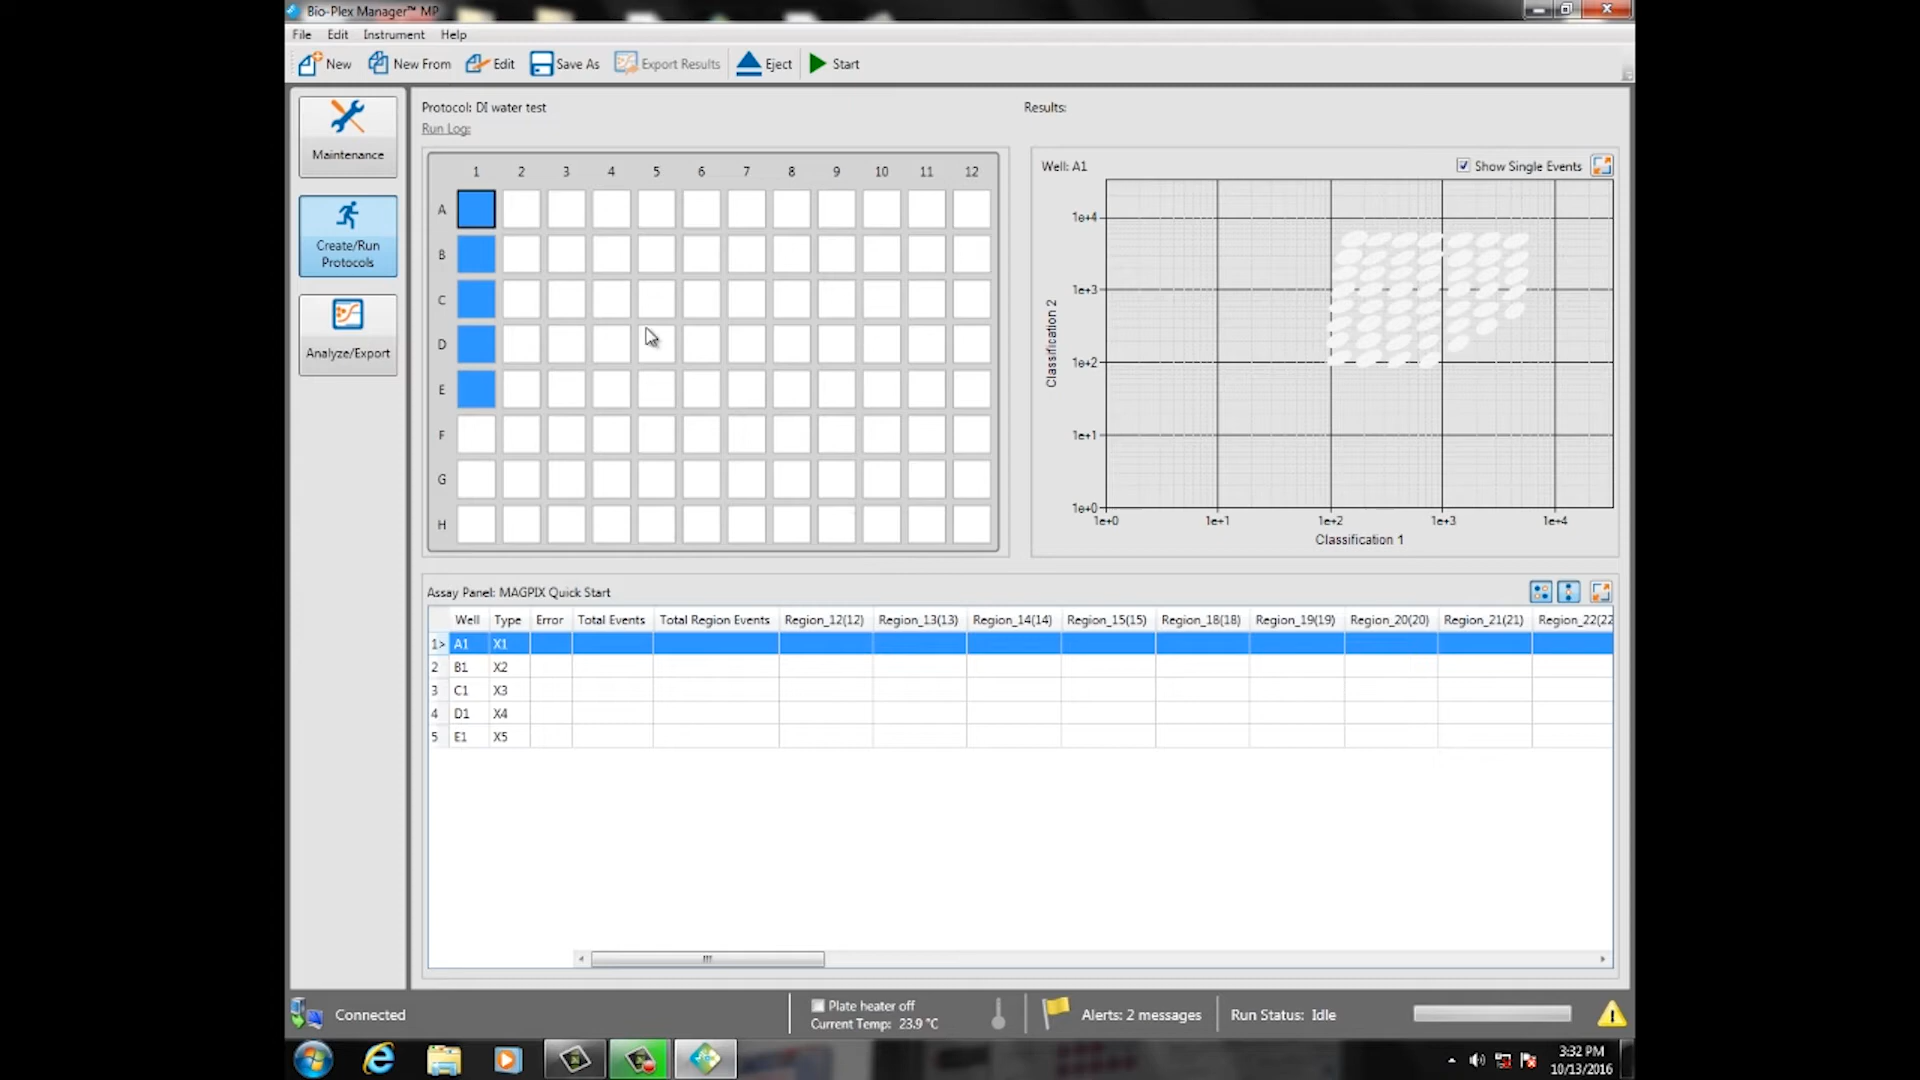 Bio-Plex Manager™ MP
File Edit Instrument Help
New New From Edit Save As Export Results Eject Start
Maintenance
Create/Run
Protocols
Analyze/Export
Protocol: DI water test
Run Log:
1 2 3 4 5 6 7 8 9 10 11 12
A
B
C
D
E
F
G
H
Results:
Well: A1 Show Single Events
1e+4
1e+3
1e+2
1e+1
1e+0
Classification 2
1e+0 1e+1 1e+2 1e+3 1e+4
Classification 1
Assay Panel: MAGPIX Quick Start
Well Type Error Total Events Total Region Events Region_12(12) Region_13(13) Region_14(14) Region_15(15) Region_18(18) Region_19(19) Region_20(20) Region_21(21) Region_22(22
1> A1 X1
2 B1 X2
3 C1 X3
4 D1 X4
5 E1 X5
Connected
Plate heater off
Current Temp: 23.9 °C
Alerts: 2 messages
Run Status: Idle
3:32 PM
10/13/2016